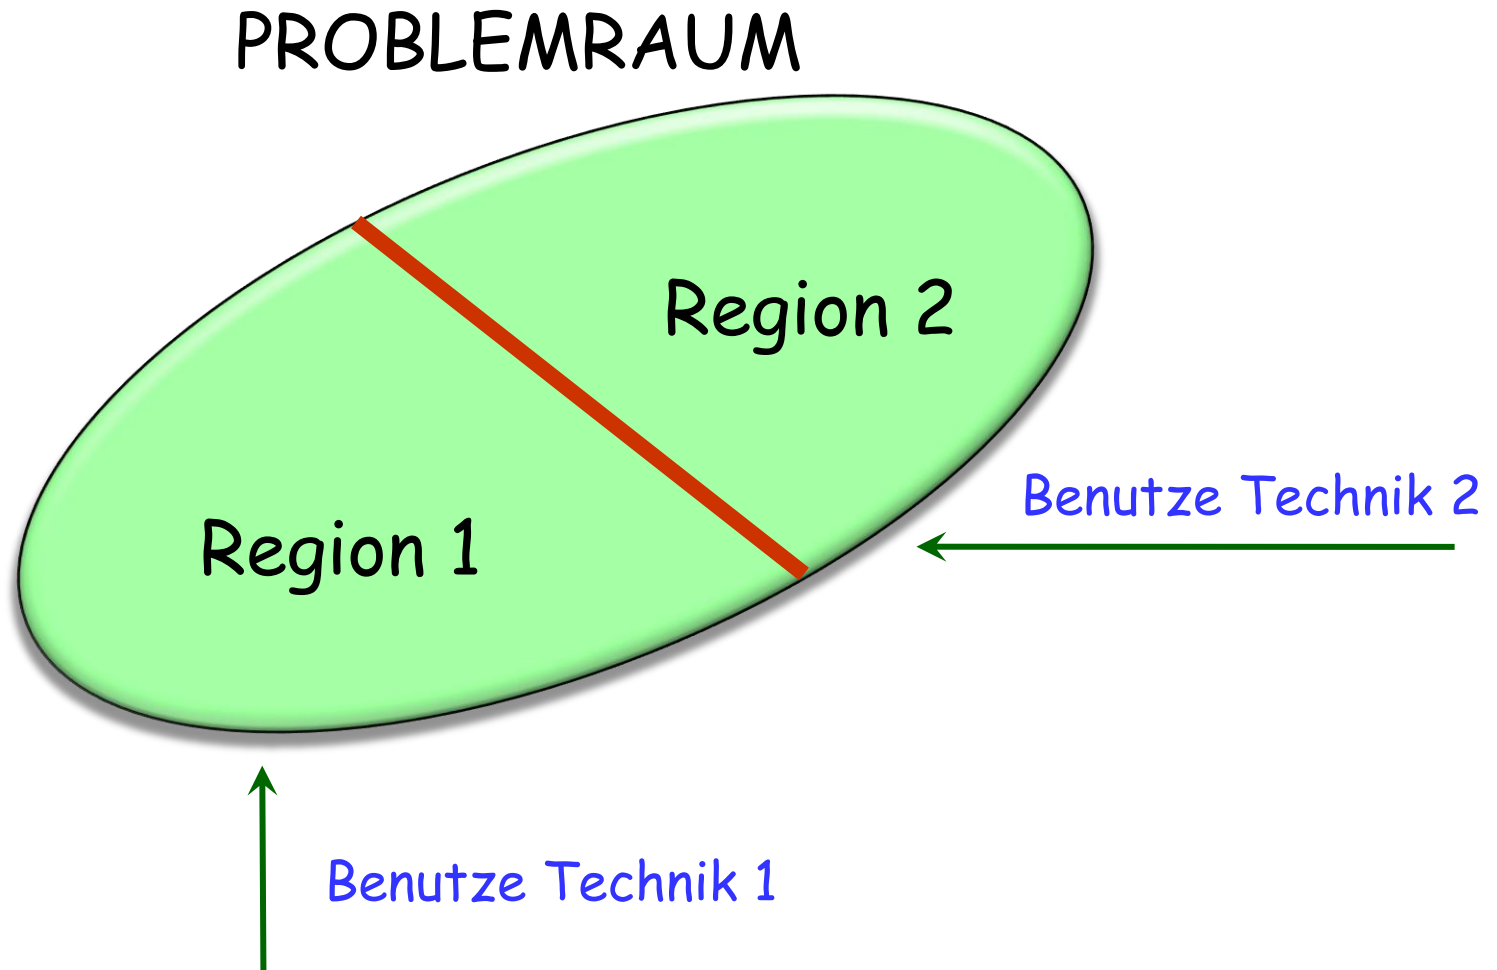 PROBLEMRAUM
Region 2
Benutze Technik 2
Region 1
Benutze Technik 1